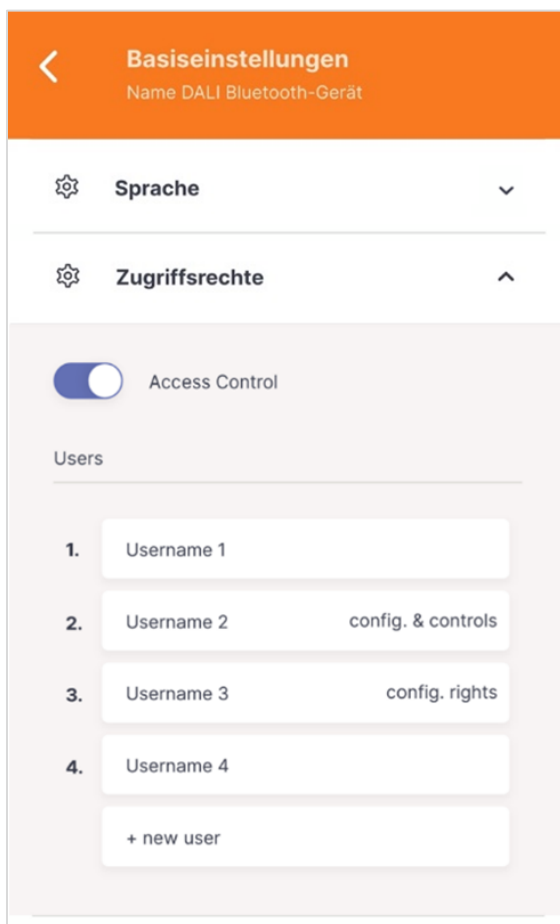 Basiseinstellungen
Name DALI Bluetooth-Gerät
Sprache
Zugriffsrechte
Access Control
Users
1. Username 1
2. Username 2 config. & controls
3. Username 3 config. rights
4. Username 4
+ new user